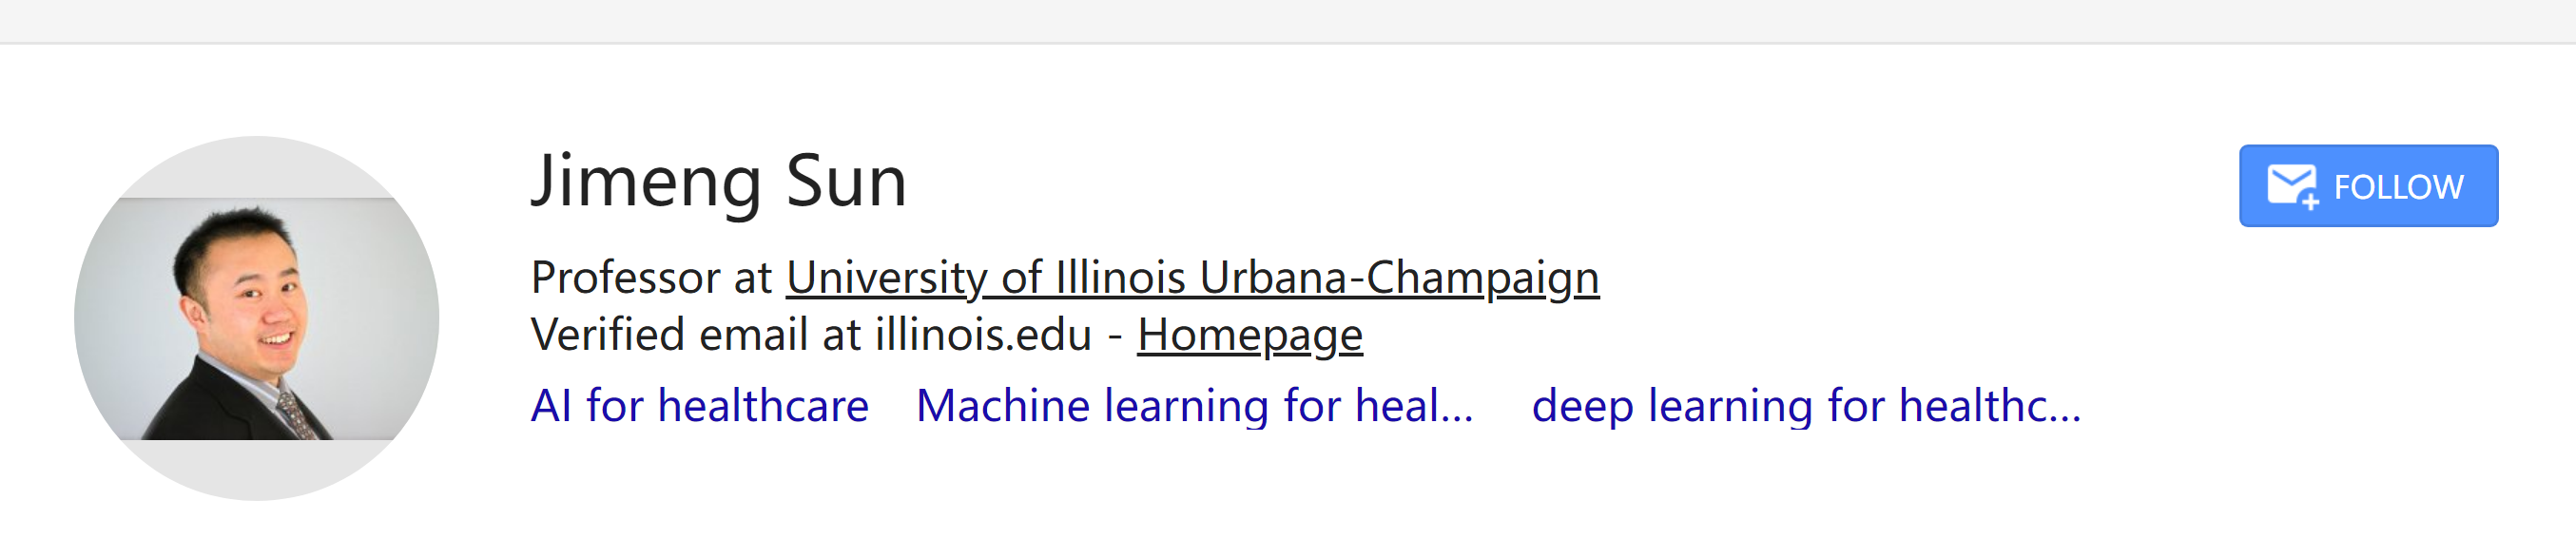 Jimeng Sun
FOLLOW
Professor at University of Illinois Urbana-Champaign
Verified email at illinois.edu - Homepage
AI for healthcare Machine learning for heal... deep learning for healthc...